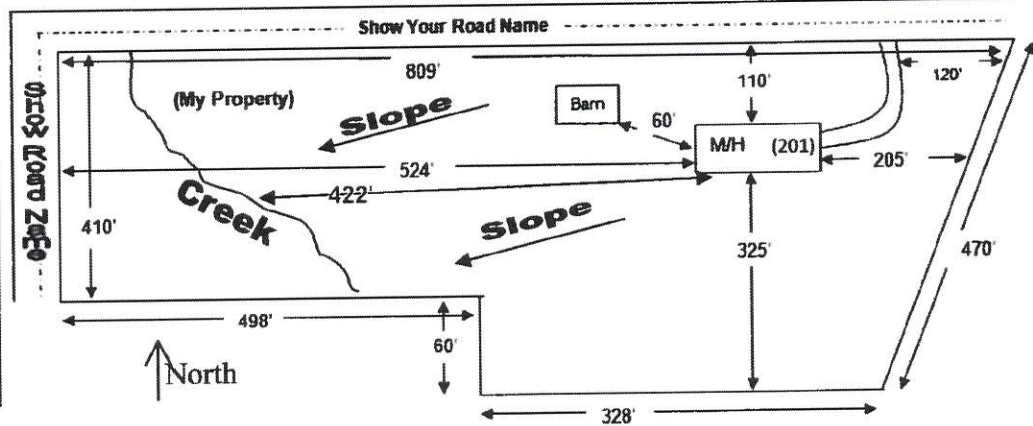 Show Your Road Name
Show Road Name
809'
110'
120'
(My Property)
Slope
Barn
60'
M/H (201)
524'
205'
422'
Creek
410'
Slope
325'
470'
498'
60'
North
328'